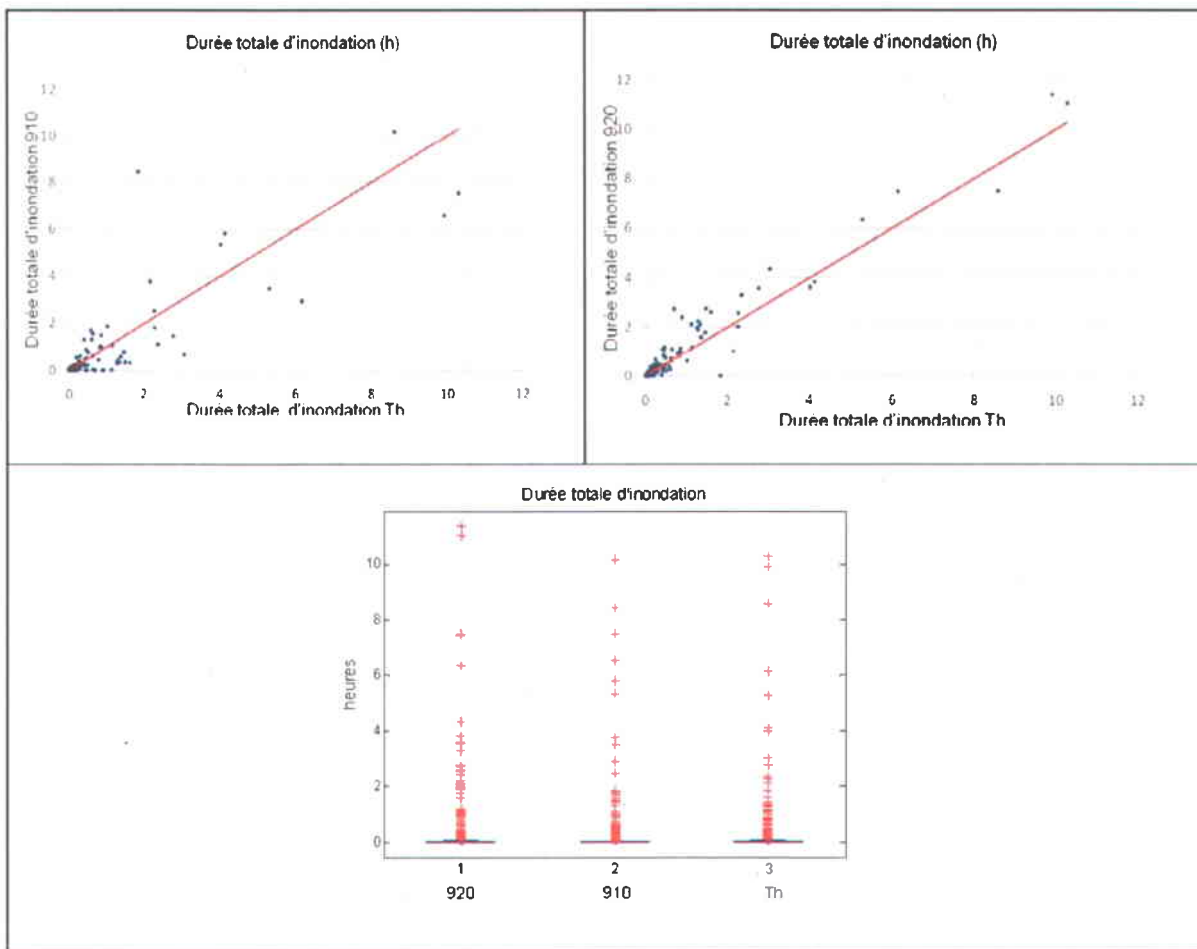 Durée totale d'inondation (h)
Durée totale d'inondation 910
12
10
8
6
4
2
0
0 2 4 6 8 10 12
Durée totale d'inondation Th
Durée totale d'inondation (h)
Durée totale d'inondation 920
12
10
8
6
4
2
0
0 2 4 6 8 10 12
Durée totale d'inondation Th
Durée totale d'inondation
heures
10
8
6
4
2
0
1 2 3
920 910 Th